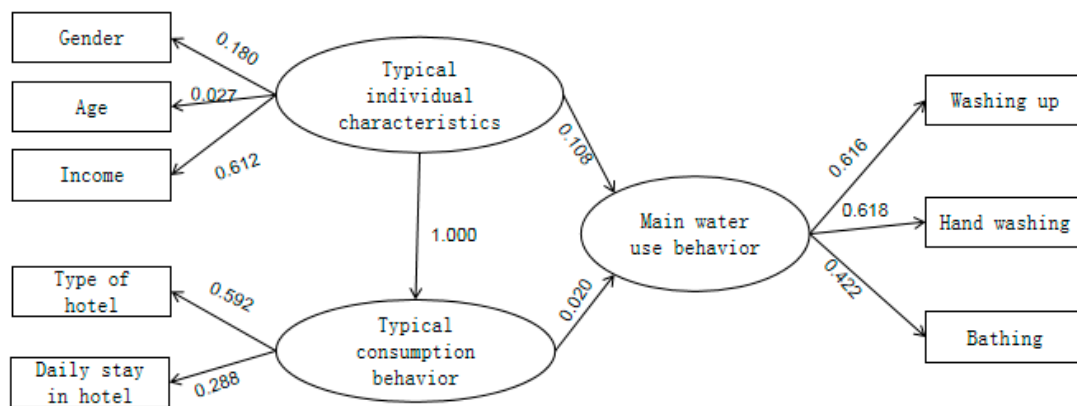 Gender
0.180
Age
0.027
Income
0.612
Typical
individual
characteristics
0.108
1.000
Type of
hotel
0.592
Daily stay
in hotel
0.288
Typical
consumption
behavior
0.020
Main water
use behavior
0.616
0.618
0.422
Washing up
Hand washing
Bathing